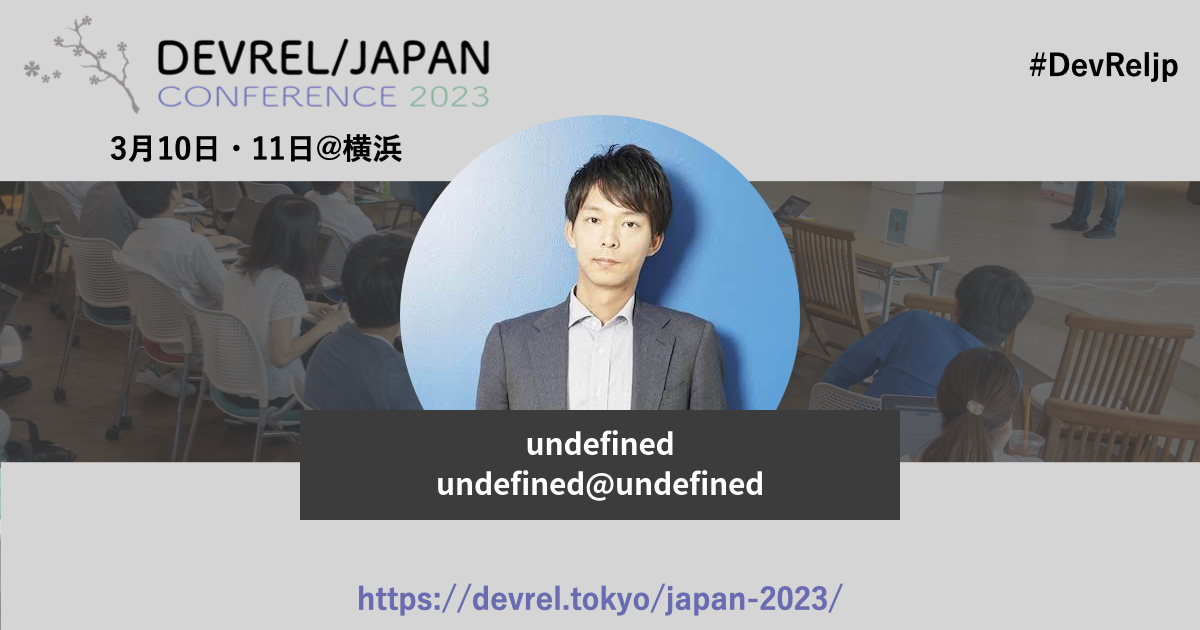 DEVREL/JAPAN
CONFERENCE 2023
#DevReljp
3月10日・11日@横浜
undefined
undefined@undefined
https://devrel.tokyo/japan-2023/